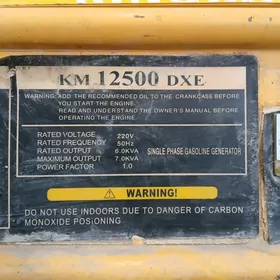 KM 12500 DXE
WARNING: ADD THE RECOMMENDED OIL TO THE CRANKCASE BEFORE
YOU START THE ENGINE.
READ AND UNDERSTAND THE OWNER'S MANUAL BEFORE
OPERATING THE ENGINE.
RATED VOLTAGE 220V
RATED FREQUENCY 50Hz
RATED OUTPUT 6.0KVA SINGLE PHASE GASOLINE GENERATOR
MAXIMUM OUTPUT 7.0KVA
POWER FACTOR 1.0
WARNING!
DO NOT USE INDOORS DUE TO DANGER OF CARBON
MONOXIDE POSIONING